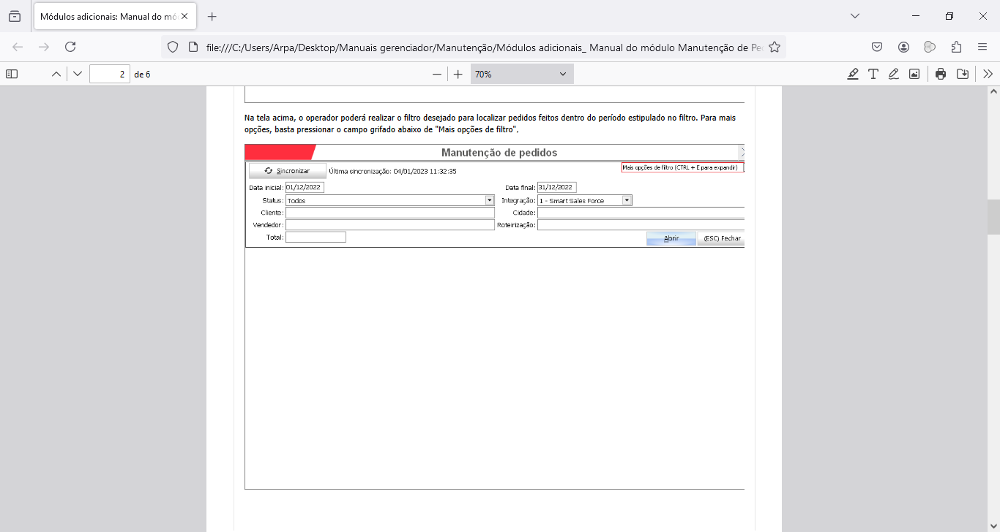 Módulos adicionais: Manual do mó
file:///C:/Users/Arpa/Desktop/Manuais gerenciador/Manutenção/Módulos adicionais_ Manual do módulo Manutenção de Pe
2 de 6
70%
Na tela acima, o operador poderá realizar o filtro desejado para localizar pedidos feitos dentro do período estipulado no filtro. Para mais
opções, basta pressionar o campo grifado abaixo de "Mais opções de filtro".
Manutenção de pedidos
Mais opções de filtro (CTRL + E para expandir)
Sincronizar Última sincronização: 04/01/2023 11:32:35
Data inicial: 01/12/2022 Data final: 31/12/2022
Status: Todos Integração: 1 - Smart Sales Force
Cliente: Cidade:
Vendedor: Roteirização:
Total: Abrir (ESC) Fechar